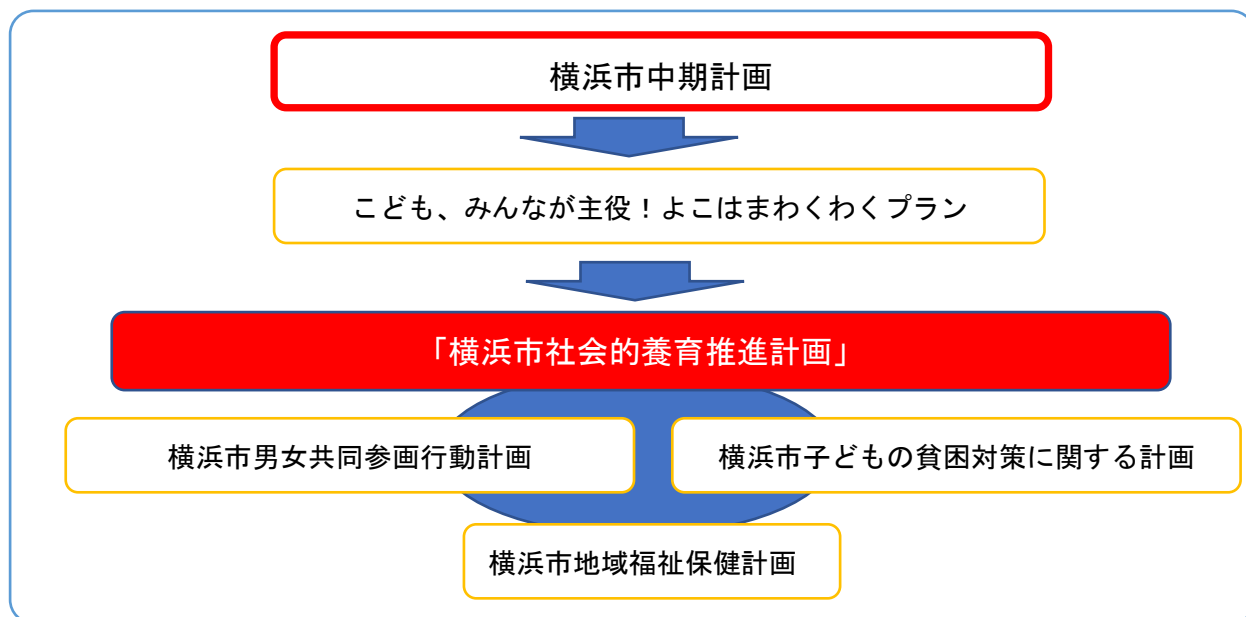 横浜市中期計画
こども、みんなが主役！よこはまわくわくプラン
「横浜市社会的養育推進計画」
横浜市男女共同参画行動計画
横浜市子どもの貧困対策に関する計画
横浜市地域福祉保健計画